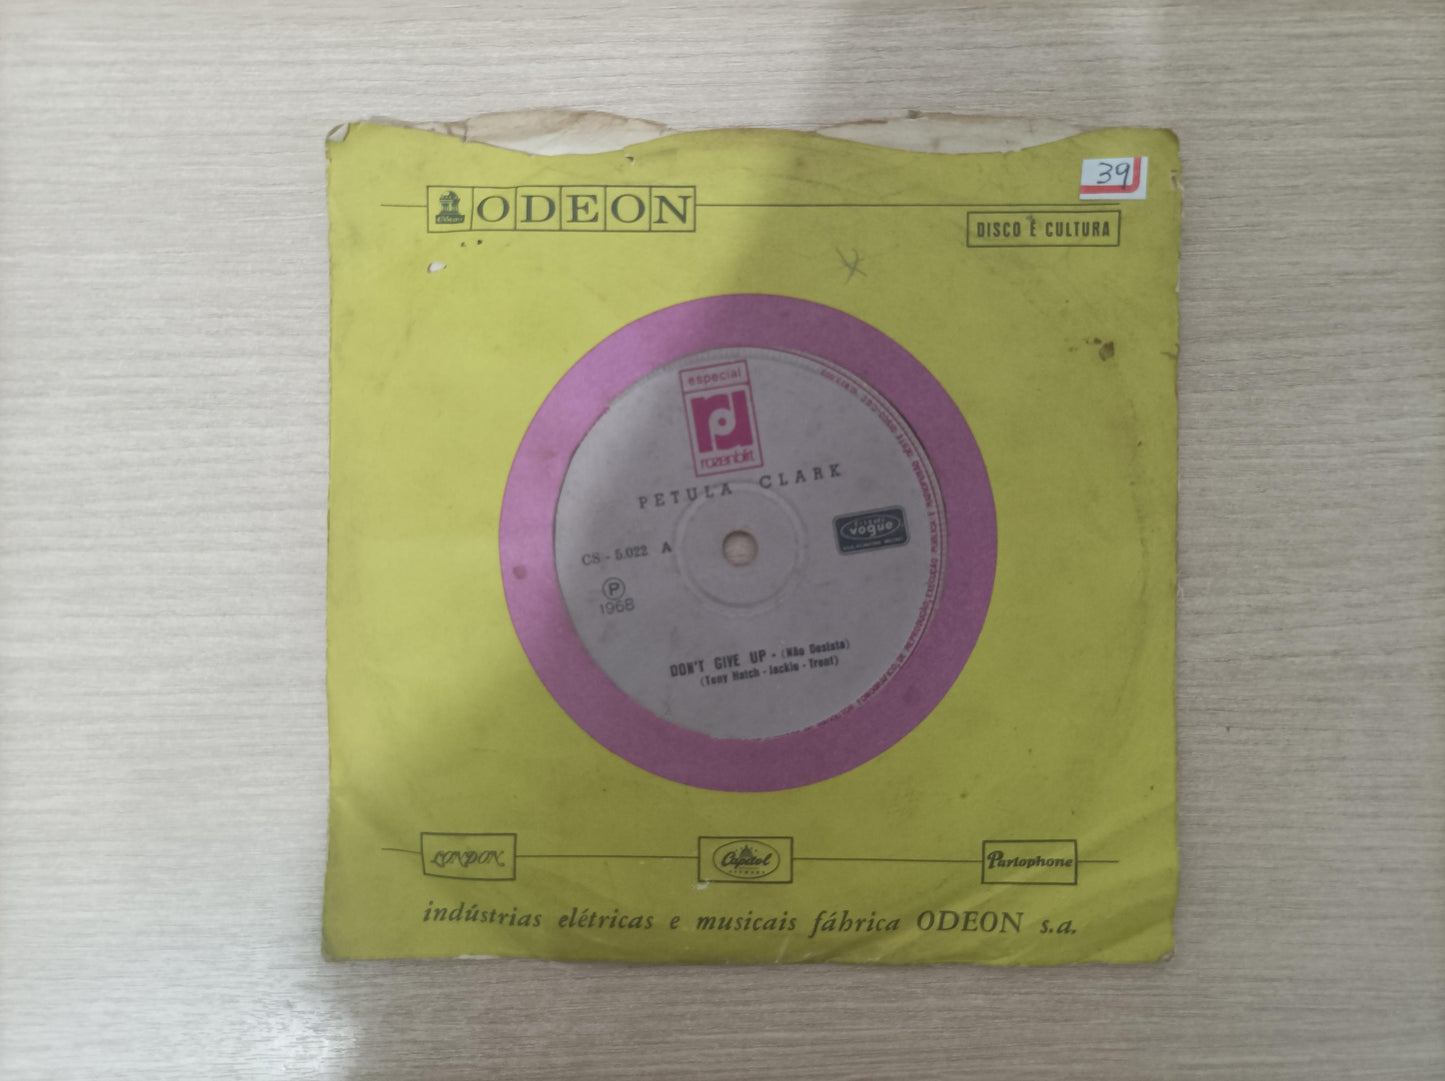 39
ODEON
DISCO É CULTURA
especial
rozenblit
PETULA CLARK
vogue
CS - 5.022 A
P
1968
DON'T GIVE UP - (Não Desista)
(Tony Hatch - Jackie - Trent)
LONDON
Capitol
Parlophone
indústrias elétricas e musicais fábrica ODEON s.a.